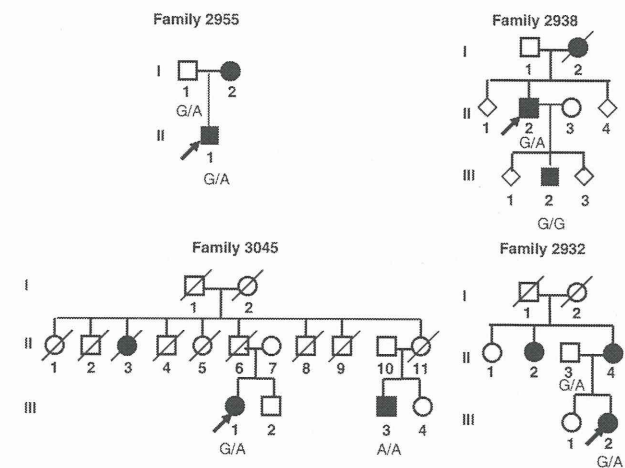 Family 2955
I
1 2
G/A
II
1
G/A
Family 2938
I
1 2
II
1 2 3 4
G/A
III
1 2 3
G/G
Family 3045
I
1 2
II
1 2 3 4 5 6 7 8 9 10 11
III
1 2 3 4
G/A A/A
Family 2932
I
1 2
II
1 2 3 4
G/A
III
1 2
G/A